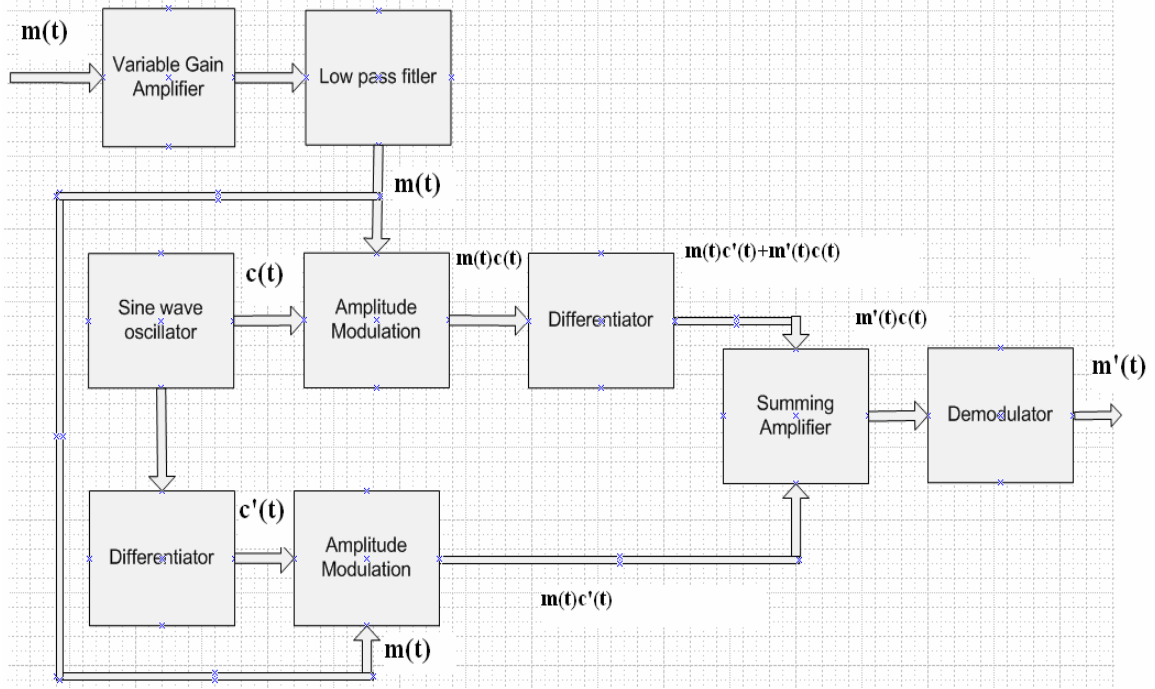 m(t)
Variable Gain
Amplifier
Low pass fitler
m(t)
Sine wave
oscillator
c(t)
Amplitude
Modulation
m(t)c(t)
Differentiator
m(t)c'(t)+m'(t)c(t)
m'(t)c(t)
Summing
Amplifier
Demodulator
m'(t)
Differentiator
c'(t)
Amplitude
Modulation
m(t)c'(t)
m(t)